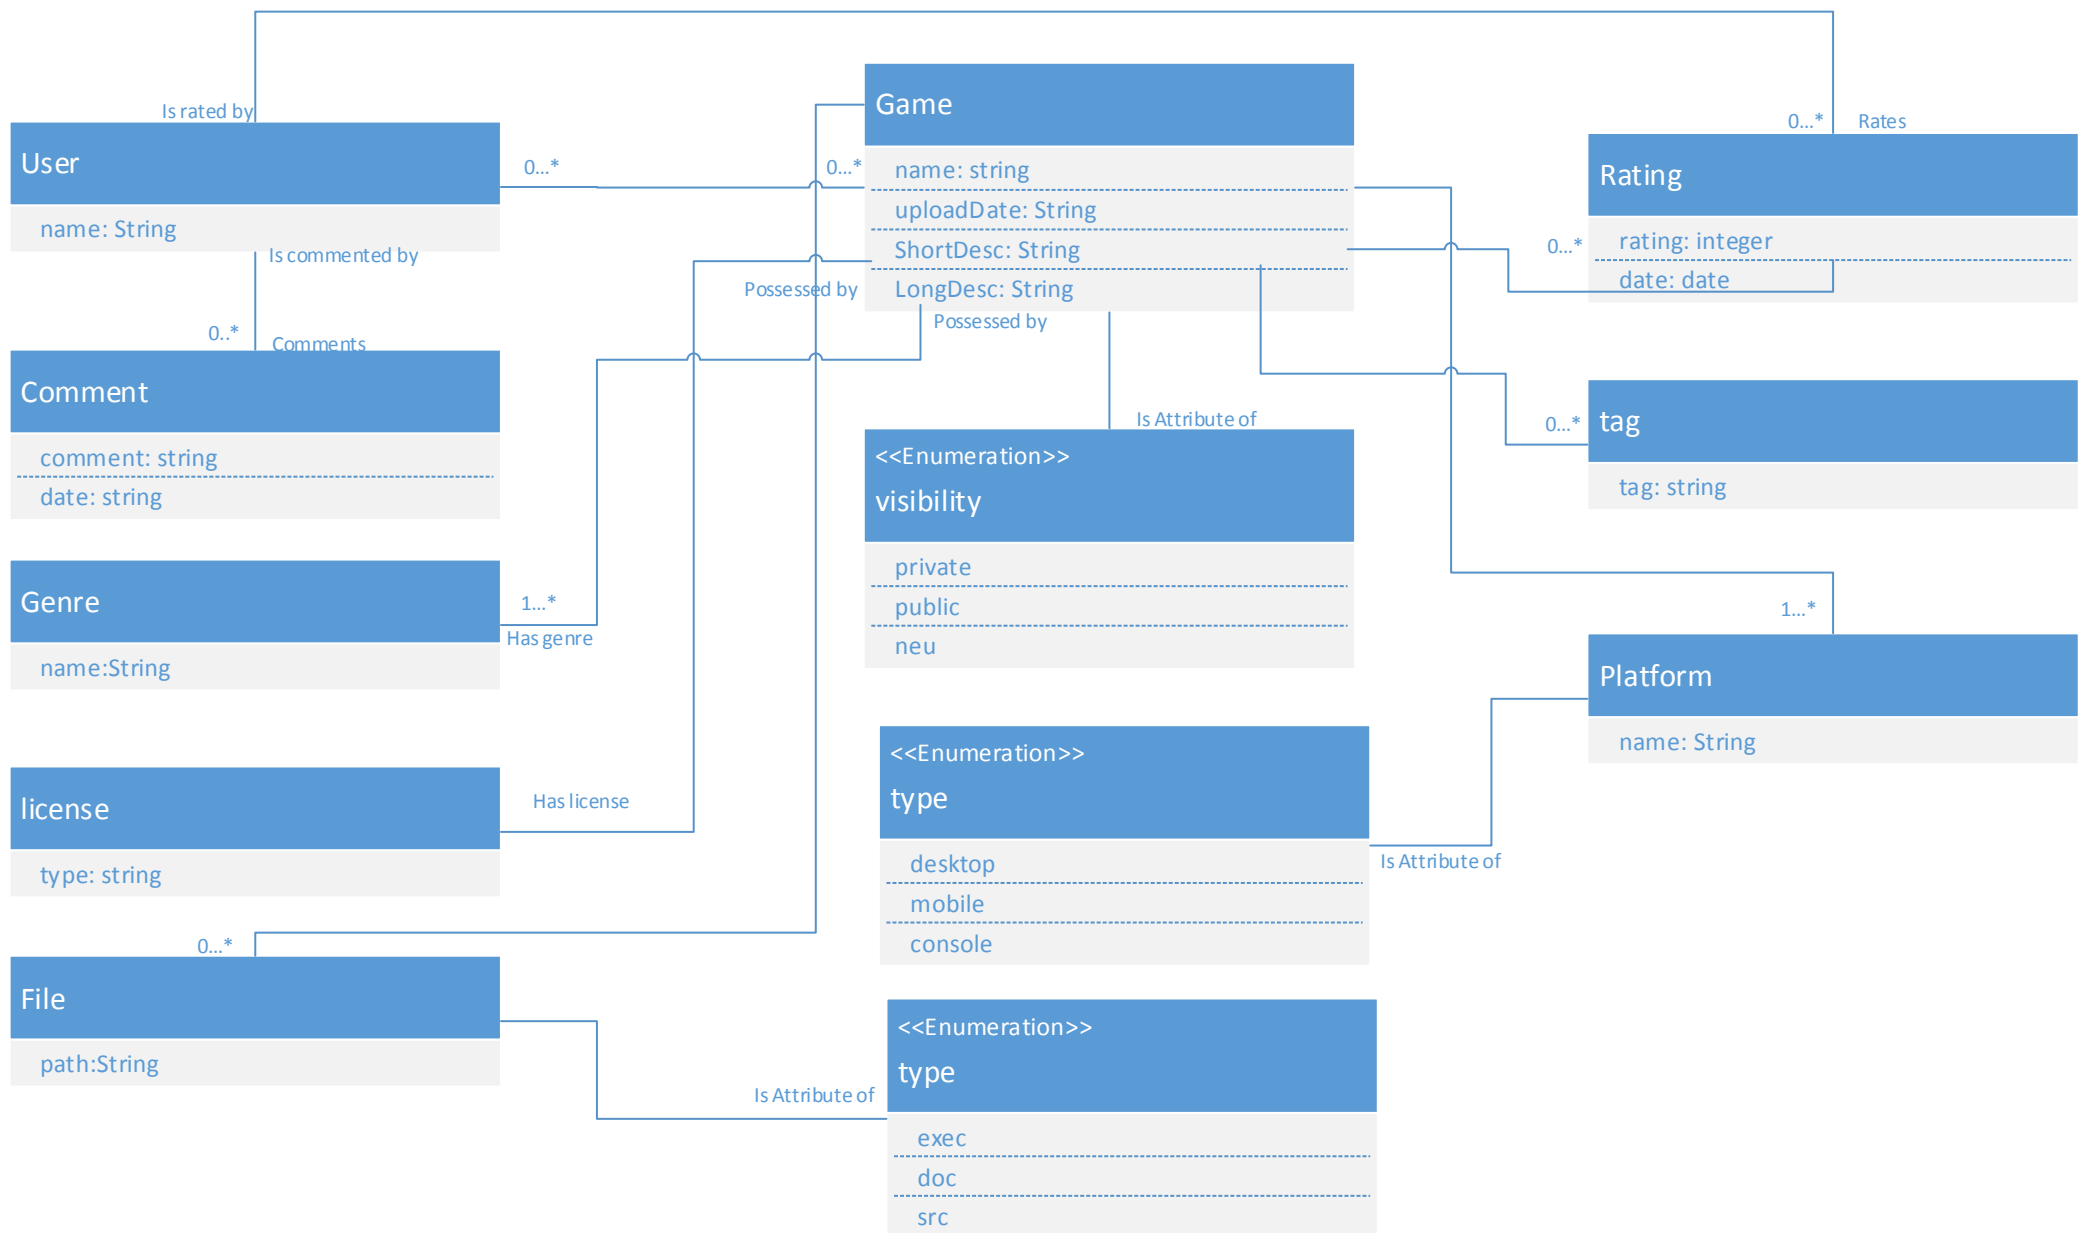 Is rated by
User
name: String
0...*
0...*
Game
name: string
uploadDate: String
ShortDesc: String
LongDesc: String
0...*
Rates
Rating
rating: integer
date: date
0...*
Is commented by
0..*
Comments
Comment
comment: string
date: string
Possessed by
Possessed by
Is Attribute of
<<Enumeration>>
visibility
private
public
neu
0...*
tag
tag: string
Genre
name:String
1...*
Has genre
1...*
Platform
name: String
license
type: string
Has license
<<Enumeration>>
type
desktop
mobile
console
Is Attribute of
0...*
File
path:String
Is Attribute of
<<Enumeration>>
type
exec
doc
src